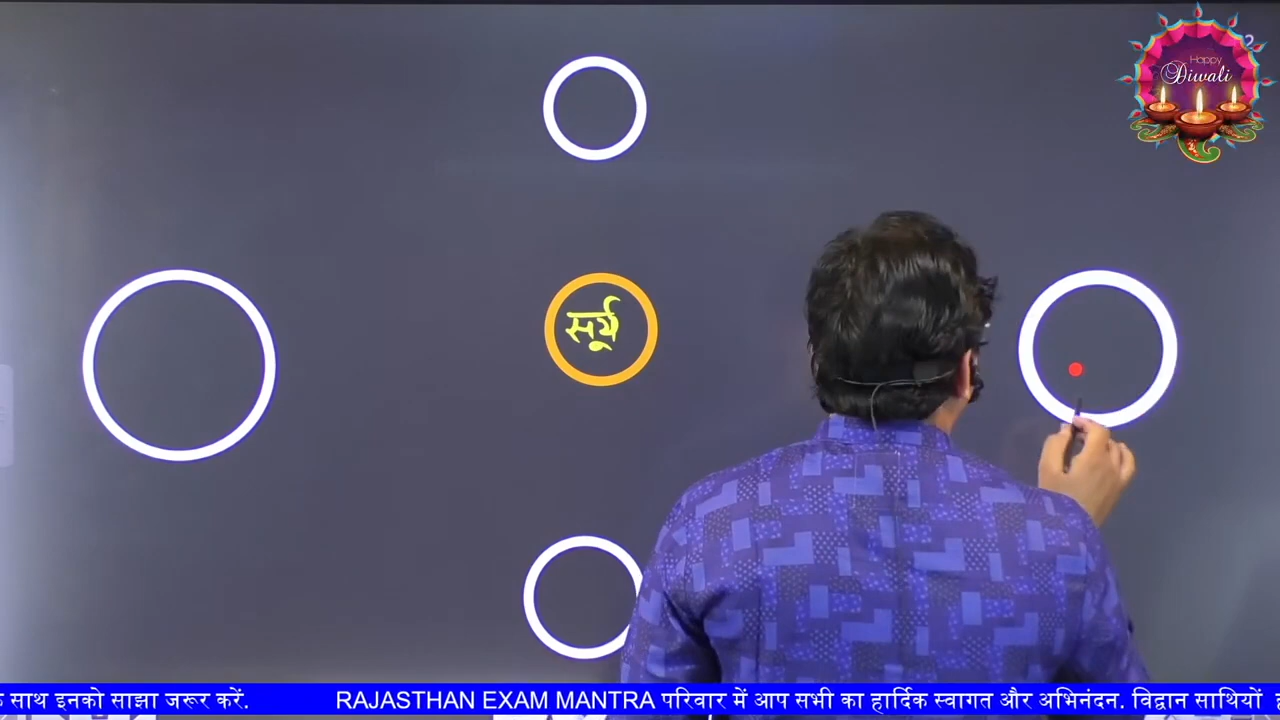 Happy
Diwali
सूर्य
साथ इनको साझा जरूर करें. RAJASTHAN EXAM MANTRA परिवार में आप सभी का हार्दिक स्वागत और अभिनंदन. विद्वान साथियों